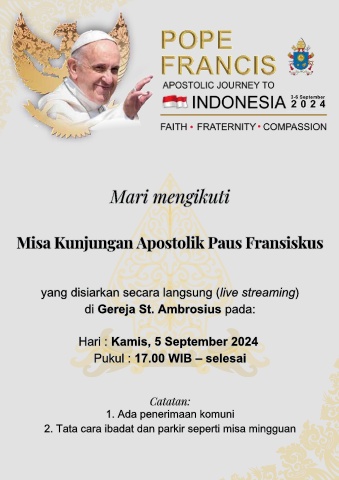 POPE
FRANCIS
APOSTOLIC JOURNEY TO
INDONESIA 3-6 September 2024
FAITH • FRATERNITY • COMPASSION
Mari mengikuti
Misa Kunjungan Apostolik Paus Fransiskus
yang disiarkan secara langsung (live streaming)
di Gereja St. Ambrosius pada:
Hari : Kamis, 5 September 2024
Pukul : 17.00 WIB – selesai
Catatan:
1. Ada penerimaan komuni
2. Tata cara ibadat dan parkir seperti misa mingguan